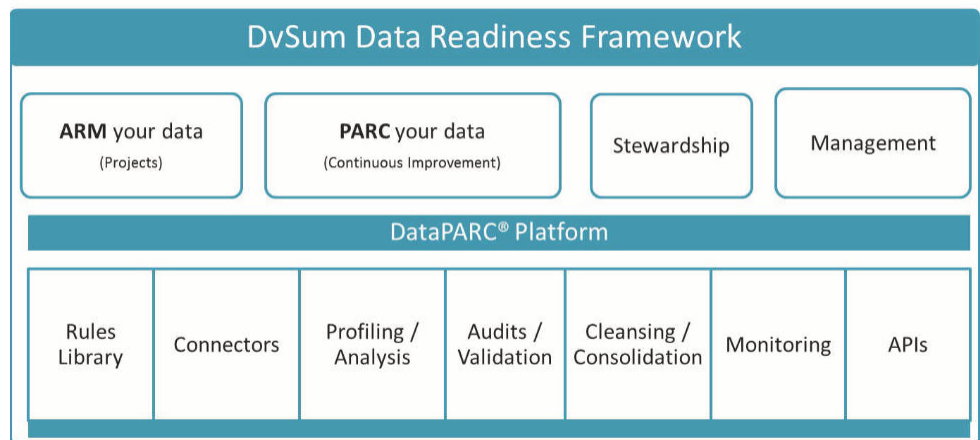 DvSum Data Readiness Framework
ARM your data
(Projects)
PARC your data
(Continuous Improvement)
Stewardship
Management
DataPARC® Platform
Rules
Library
Connectors
Profiling /
Analysis
Audits /
Validation
Cleansing /
Consolidation
Monitoring
APIs